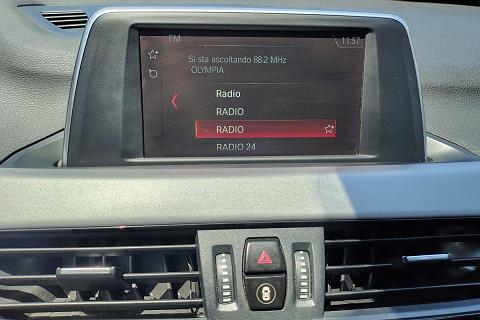 FM
11:57
Si sta ascoltando 88.2 MHz
OLYMPIA
Radio
RADIO
RADIO
RADIO 24